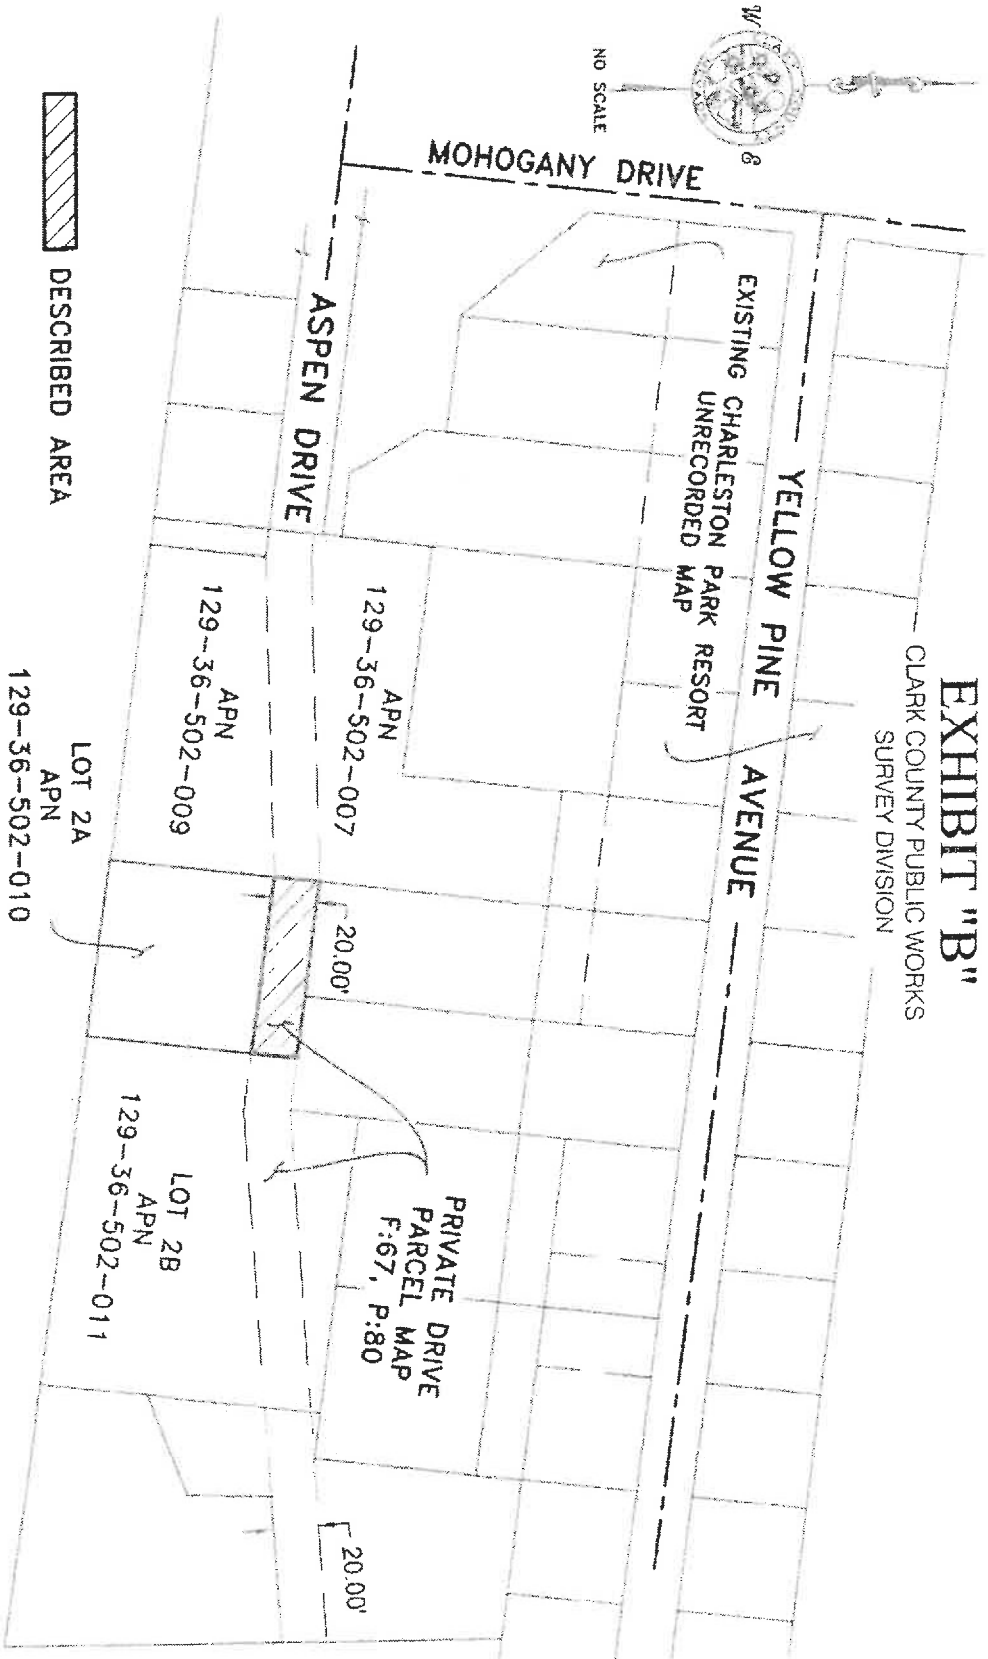 EXHIBIT "B"
CLARK COUNTY PUBLIC WORKS
SURVEY DIVISION
W
E
NO SCALE
MOHOGANY DRIVE
YELLOW PINE AVENUE
EXISTING CHARLESTON PARK RESORT
UNRECORDED MAP
ASPEN DRIVE
APN
129-36-502-007
APN
129-36-502-009
20.00'
PRIVATE DRIVE
PARCEL MAP
F:67, P:80
LOT 2B
APN
129-36-502-011
20.00'
LOT 2A
APN
129-36-502-010
DESCRIBED AREA